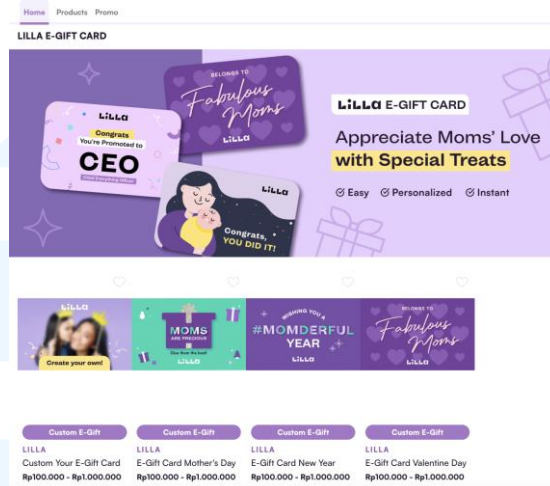 Home Products Promo
LILLA E-GIFT CARD
BELONGS TO
Fabulous
Moms
LiLLa
LiLLa
Congrats
You're Promoted to
CEO
LiLLa
Congrats,
YOU DID IT!
LiLLa E-GIFT CARD
Appreciate Moms' Love
with Special Treats
Easy Personalized Instant
LiLLa
Create your own!
MOMS
ARE PRECIOUS
Give them the best!
LiLLa
WISHING YOU A
#MOMDERFUL
YEAR
LiLLa
BELONGS TO
Fabulous
Moms
LiLLa
Custom E-Gift Custom E-Gift Custom E-Gift Custom E-Gift
LILLA LILLA LILLA LILLA
Custom Your E-Gift Card E-Gift Card Mother's Day E-Gift Card New Year E-Gift Card Valentine Day
Rp100.000 - Rp1.000.000 Rp100.000 - Rp1.000.000 Rp100.000 - Rp1.000.000 Rp100.000 - Rp1.000.000